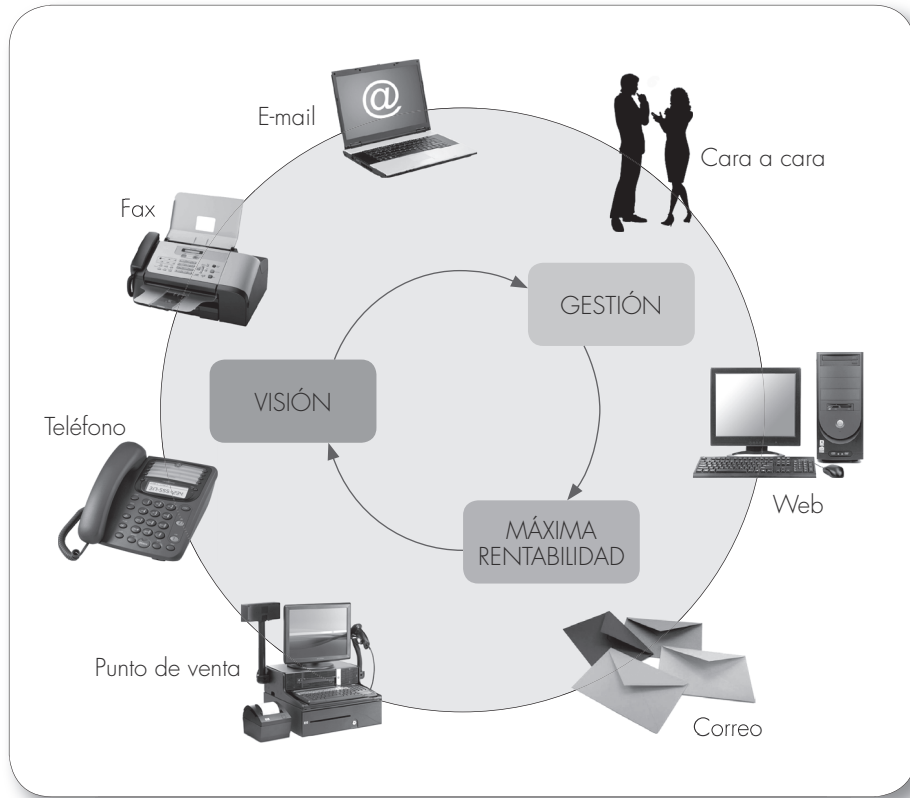 E-mail
@
Cara a cara
Fax
GESTIÓN
VISIÓN
Teléfono
Web
MÁXIMA
RENTABILIDAD
Punto de venta
Correo